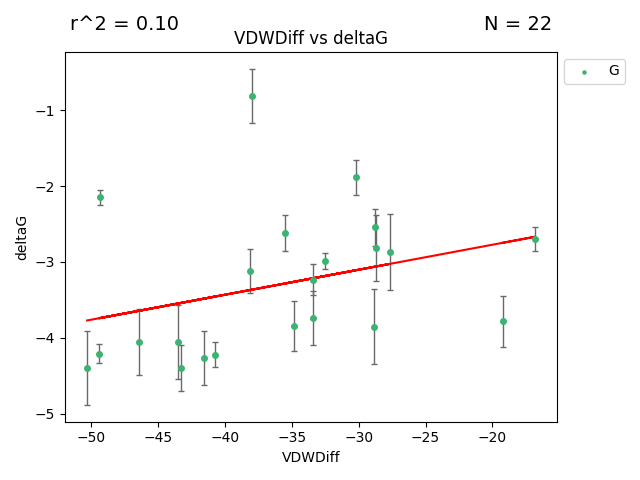 r^2 = 0.10
N = 22
VDWDiff vs deltaG
G
deltaG
−1
−2
−3
−4
−5
−50
−45
−40
−35
−30
−25
−20
VDWDiff